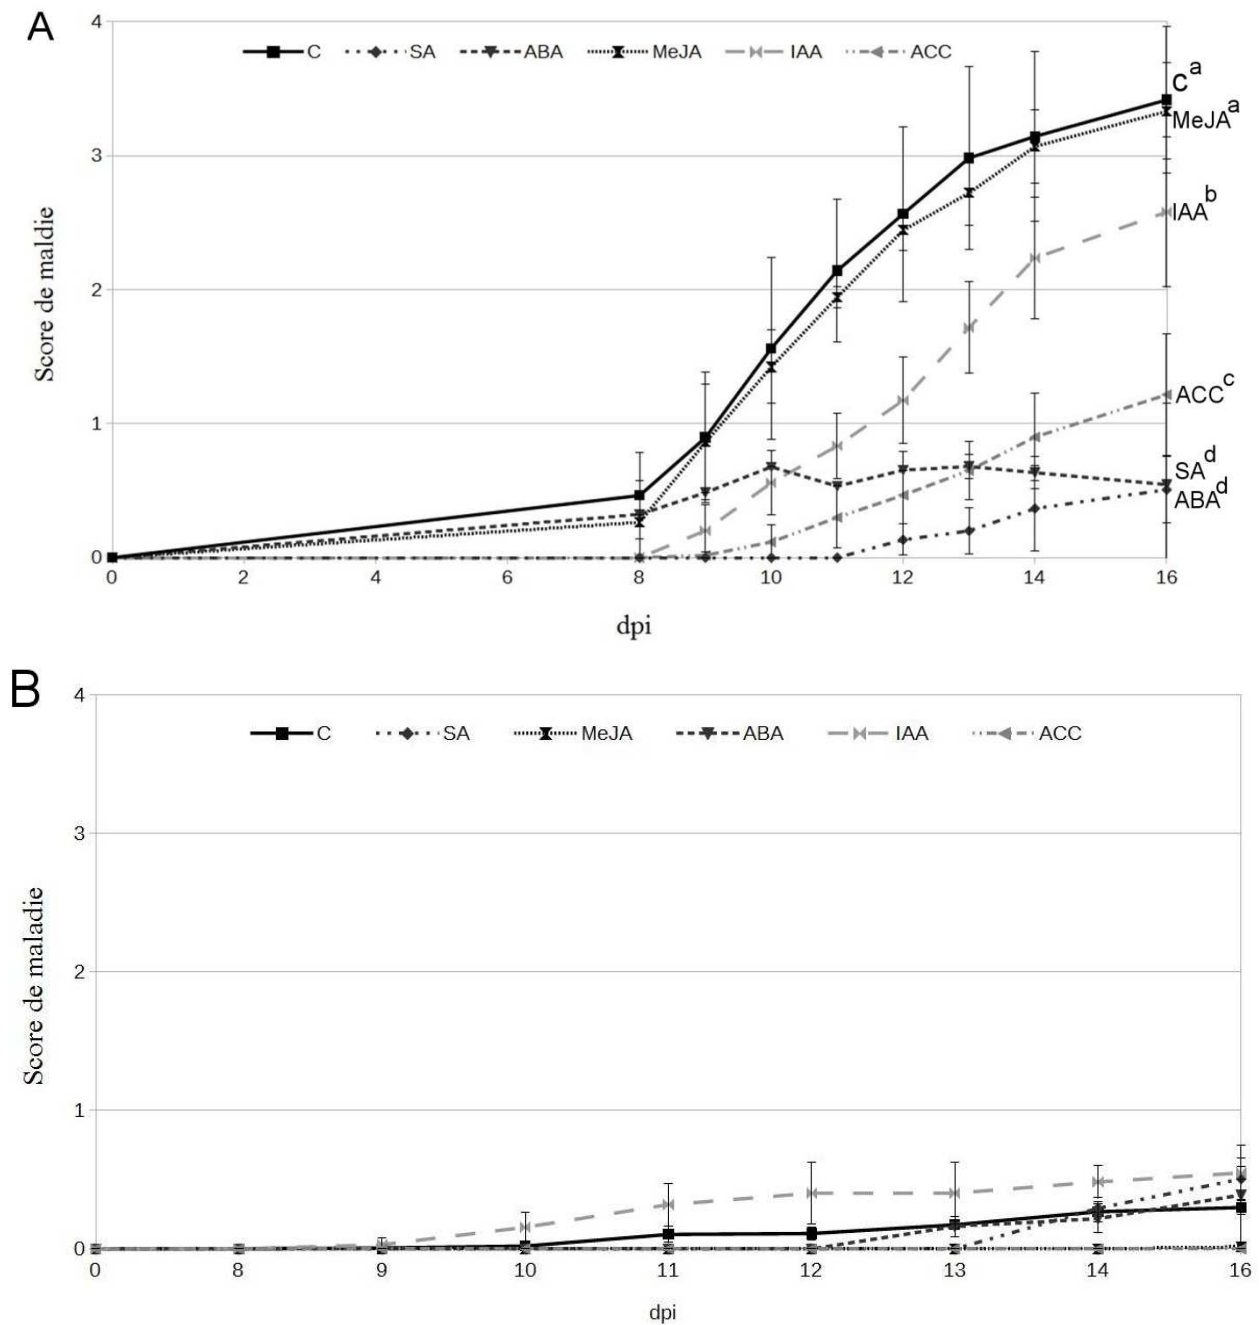 A
C SA ABA MeJA IAA ACC
4
3
2
1
0
Score de maldie
C^a
MeJA^a
IAA^b
ACC^c
SA^d
ABA^d
0 2 4 6 8 10 12 14 16
dpi
B
C SA MeJA ABA IAA ACC
4
3
2
1
0
Score de maladie
0 8 9 10 11 12 13 14 16
dpi